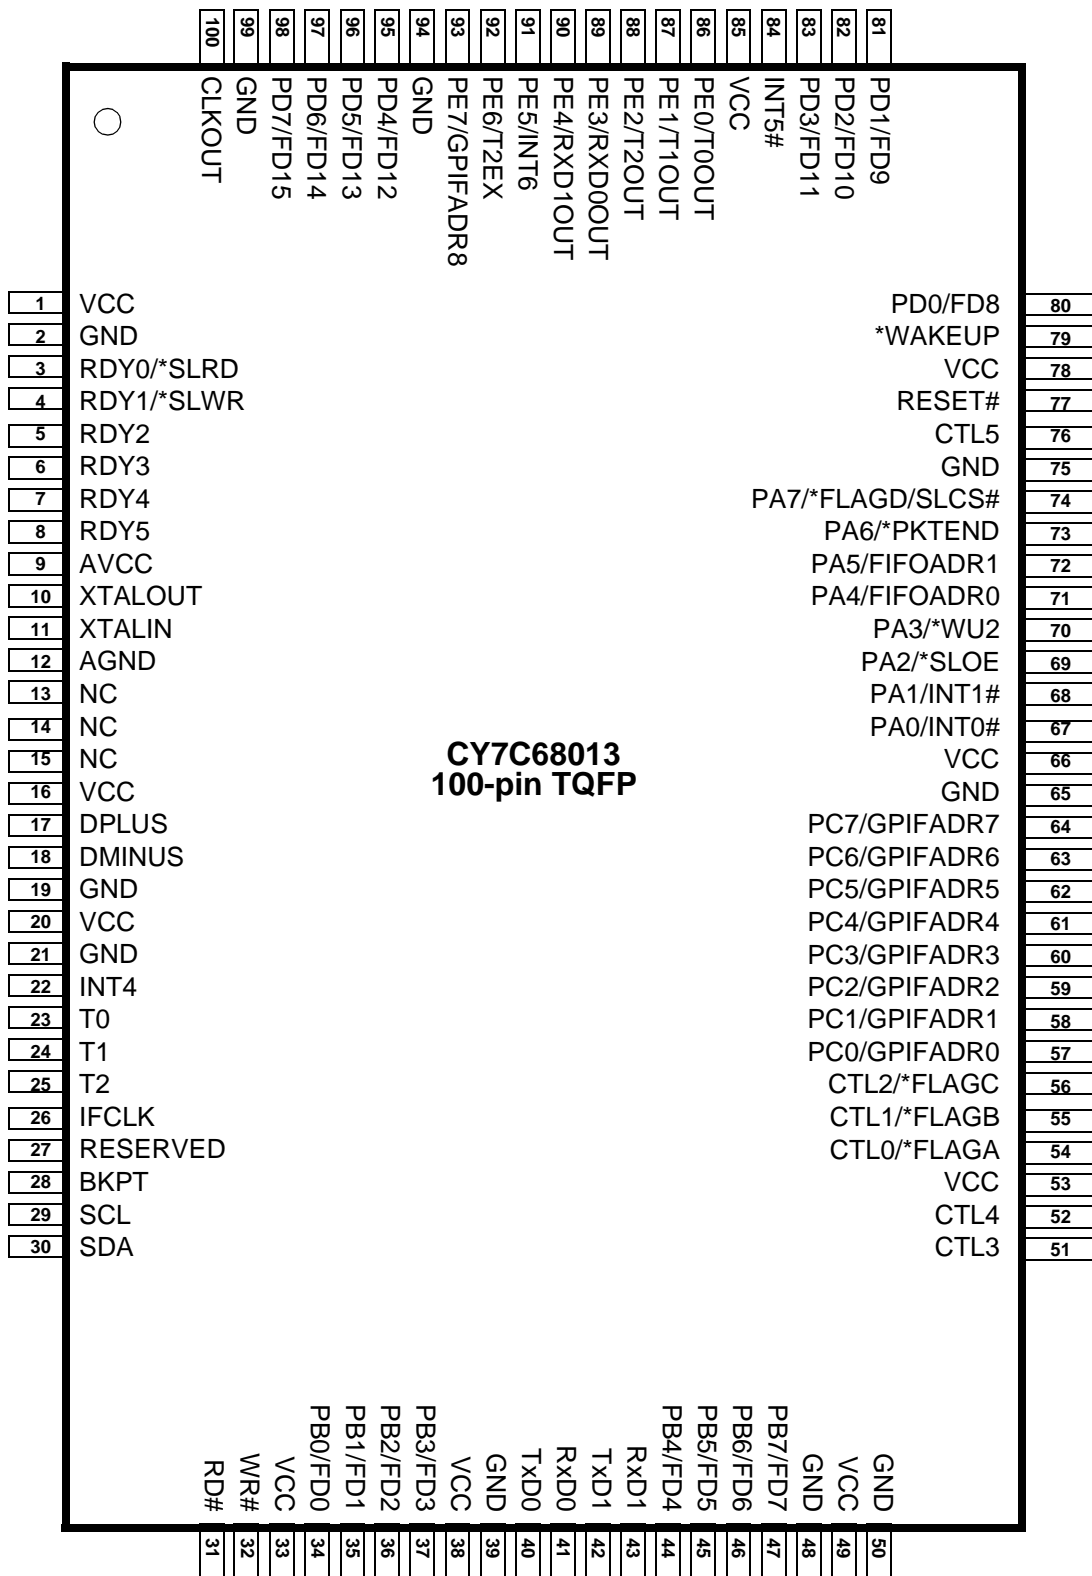 100 99 98 97 96 95 94 93 92 91 90 89 88 87 86 85 84 83 82 81
CLKOUT
GND
PD7/FD15
PD6/FD14
PD5/FD13
PD4/FD12
GND
PE7/GPIFADR8
PE6/T2EX
PE5/INT6
PE4/RXD1OUT
PE3/RXD0OUT
PE2/T2OUT
PE1/T1OUT
PE0/T0OUT
VCC
INT5#
PD3/FD11
PD2/FD10
PD1/FD9
1 VCC
2 GND
3 RDY0/*SLRD
4 RDY1/*SLWR
5 RDY2
6 RDY3
7 RDY4
8 RDY5
9 AVCC
10 XTALOUT
11 XTALIN
12 AGND
13 NC
14 NC
15 NC
16 VCC
17 DPLUS
18 DMINUS
19 GND
20 VCC
21 GND
22 INT4
23 T0
24 T1
25 T2
26 IFCLK
27 RESERVED
28 BKPT
29 SCL
30 SDA
CY7C68013
100-pin TQFP
PD0/FD8 80
*WAKEUP 79
VCC 78
RESET# 77
CTL5 76
GND 75
PA7/*FLAGD/SLCS# 74
PA6/*PKTEND 73
PA5/FIFOADR1 72
PA4/FIFOADR0 71
PA3/*WU2 70
PA2/*SLOE 69
PA1/INT1# 68
PA0/INT0# 67
VCC 66
GND 65
PC7/GPIFADR7 64
PC6/GPIFADR6 63
PC5/GPIFADR5 62
PC4/GPIFADR4 61
PC3/GPIFADR3 60
PC2/GPIFADR2 59
PC1/GPIFADR1 58
PC0/GPIFADR0 57
CTL2/*FLAGC 56
CTL1/*FLAGB 55
CTL0/*FLAGA 54
VCC 53
CTL4 52
CTL3 51
RD#
WR#
VCC
PB0/FD0
PB1/FD1
PB2/FD2
PB3/FD3
VCC
GND
TxD0
RxD0
TxD1
RxD1
PB4/FD4
PB5/FD5
PB6/FD6
PB7/FD7
GND
VCC
GND
31 32 33 34 35 36 37 38 39 40 41 42 43 44 45 46 47 48 49 50